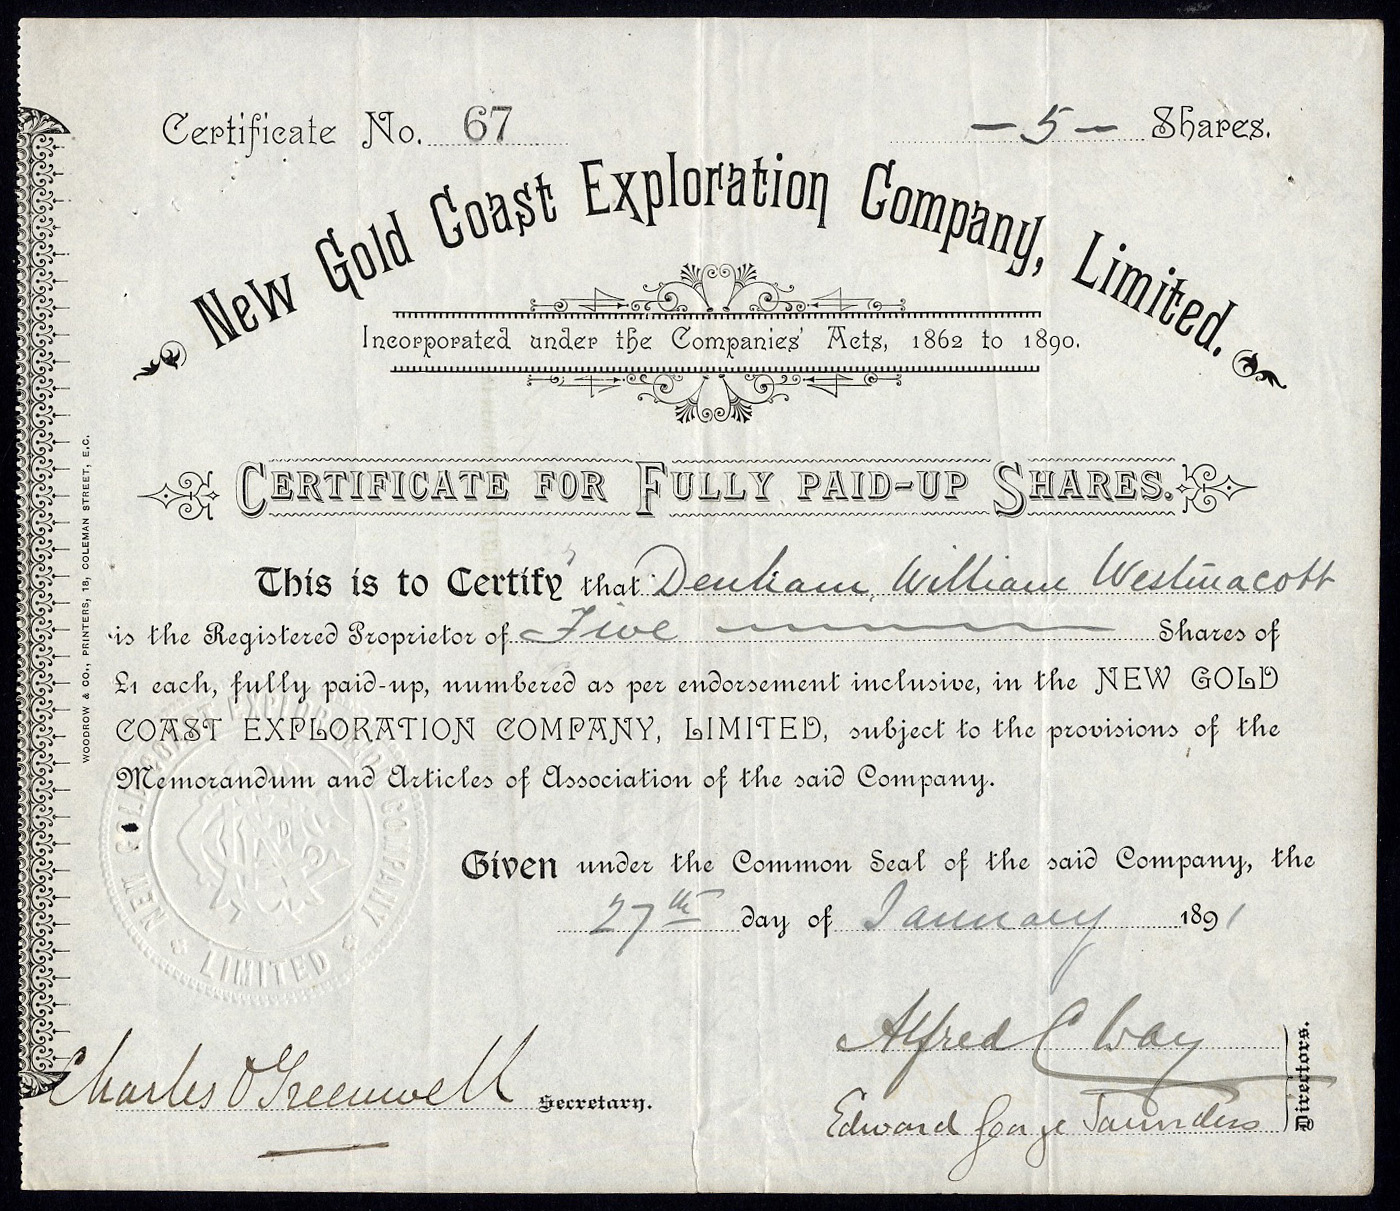 Certificate No. 67
— 5 — Shares.
New Gold Coast Exploration Company, Limited.
Incorporated under the Companies' Acts, 1862 to 1890.
Certificate for Fully Paid-up Shares.
This is to Certify that Denham William Westmacott
is the Registered Proprietor of Five Shares of
£1 each, fully paid-up, numbered as per endorsement inclusive, in the NEW GOLD
COAST EXPLORATION COMPANY, LIMITED, subject to the provisions of the
Memorandum and Articles of Association of the said Company.
Given under the Common Seal of the said Company, the
27th day of January 1891
Alfred C Way
Edward George Saunders
Directors.
Charles O Greenwell Secretary.
WOODROW & CO., PRINTERS, 18, COLEMAN STREET, E.C.
NEW GOLD COAST EXPLORATION COMPANY
LIMITED